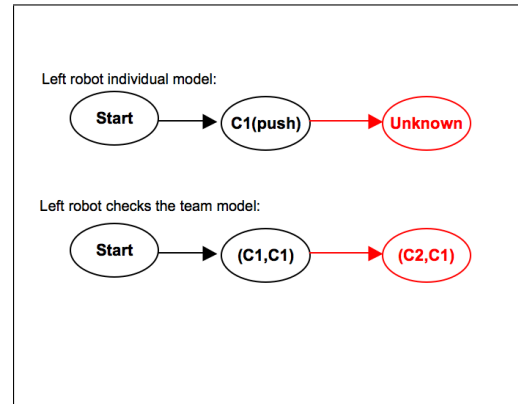 Left robot individual model:
Start
C1(push)
Unknown
Left robot checks the team model:
Start
(C1,C1)
(C2,C1)